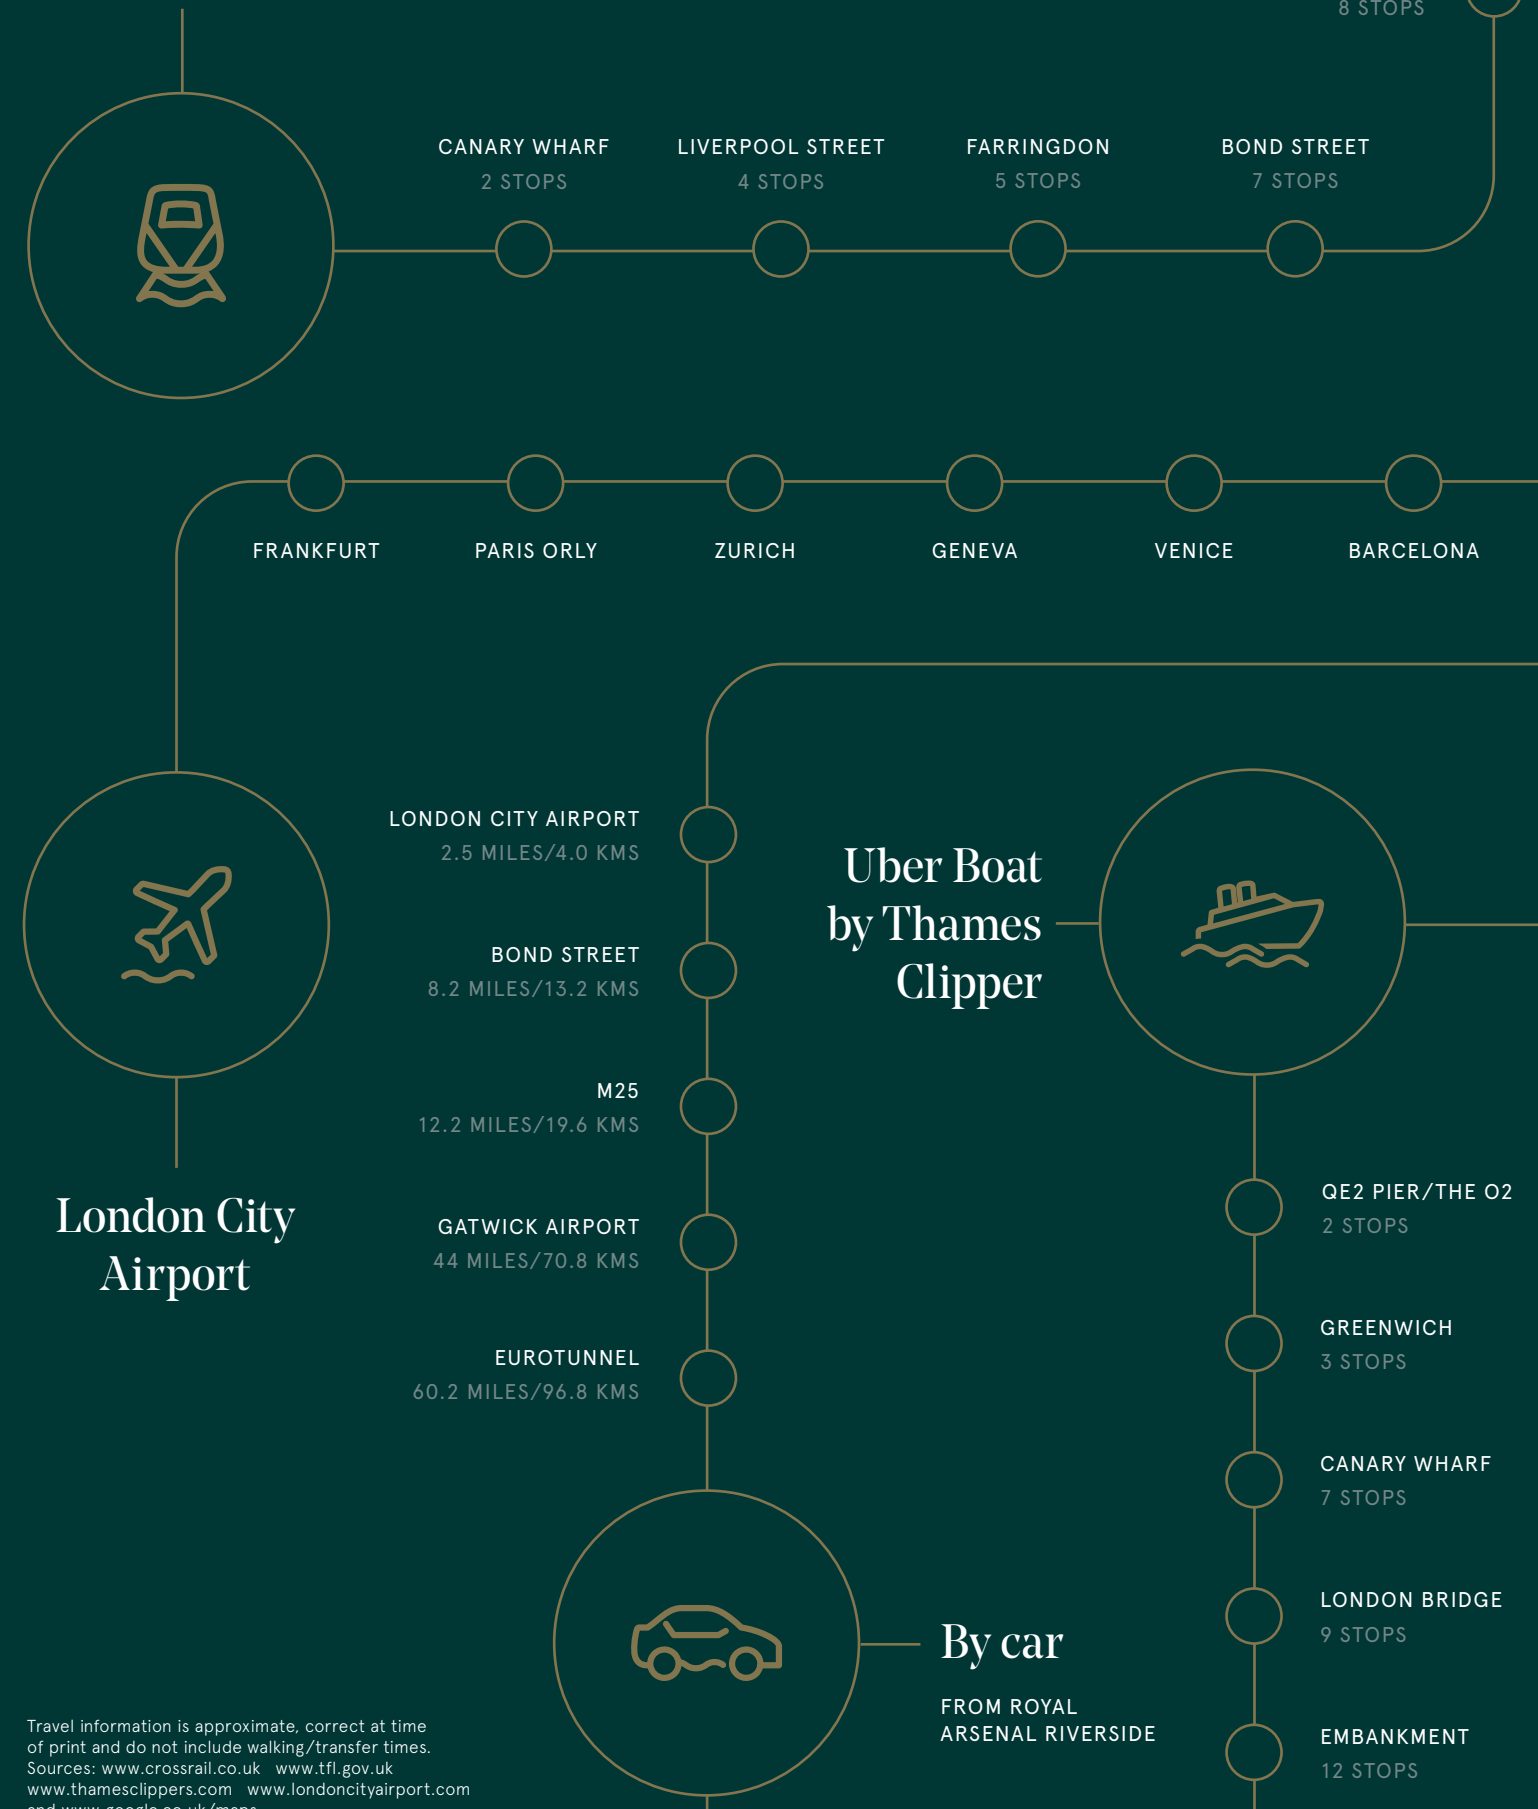 8 STOPS
CANARY WHARF
2 STOPS
LIVERPOOL STREET
4 STOPS
FARRINGDON
5 STOPS
BOND STREET
7 STOPS
FRANKFURT
PARIS ORLY
ZURICH
GENEVA
VENICE
BARCELONA
London City
Airport
LONDON CITY AIRPORT
2.5 MILES/4.0 KMS
BOND STREET
8.2 MILES/13.2 KMS
M25
12.2 MILES/19.6 KMS
GATWICK AIRPORT
44 MILES/70.8 KMS
EUROTUNNEL
60.2 MILES/96.8 KMS
By car
FROM ROYAL
ARSENAL RIVERSIDE
Uber Boat
by Thames
Clipper
QE2 PIER/THE O2
2 STOPS
GREENWICH
3 STOPS
CANARY WHARF
7 STOPS
LONDON BRIDGE
9 STOPS
EMBANKMENT
12 STOPS
Travel information is approximate, correct at time
of print and do not include walking/transfer times.
Sources: www.crossrail.co.uk www.tfl.gov.uk
www.thamesclippers.com www.londoncityairport.com
and www.google.co.uk/maps